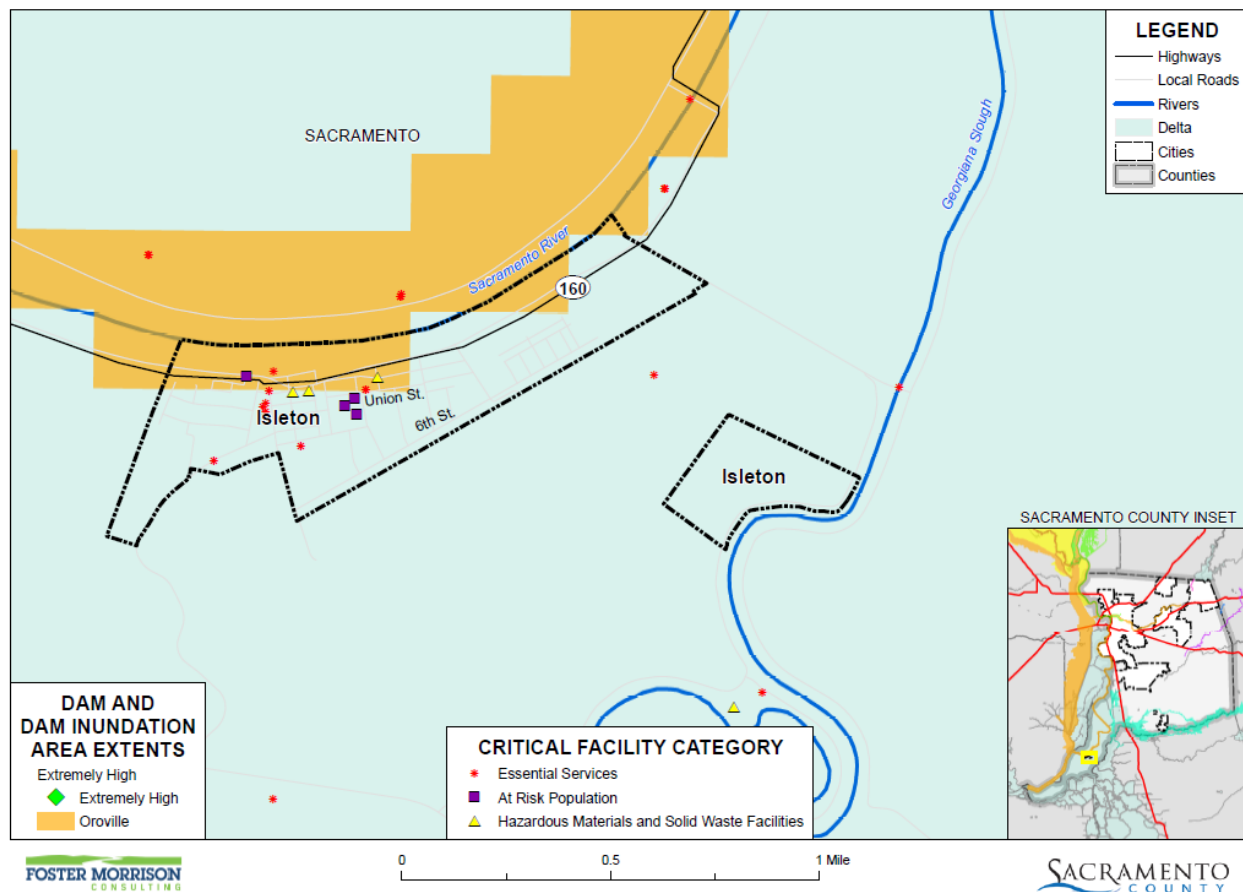 LEGEND
Highways
Local Roads
Rivers
Delta
Cities
Counties
SACRAMENTO
Georgiana Slough
Sacramento River
160
Union St.
6th St.
Isleton
Isleton
SACRAMENTO COUNTY INSET
DAM AND
DAM INUNDATION
AREA EXTENTS
Extremely High
Extremely High
Oroville
CRITICAL FACILITY CATEGORY
Essential Services
At Risk Population
Hazardous Materials and Solid Waste Facilities
FOSTER MORRISON
CONSULTING
0 0.5 1 Mile
SACRAMENTO
COUNTY